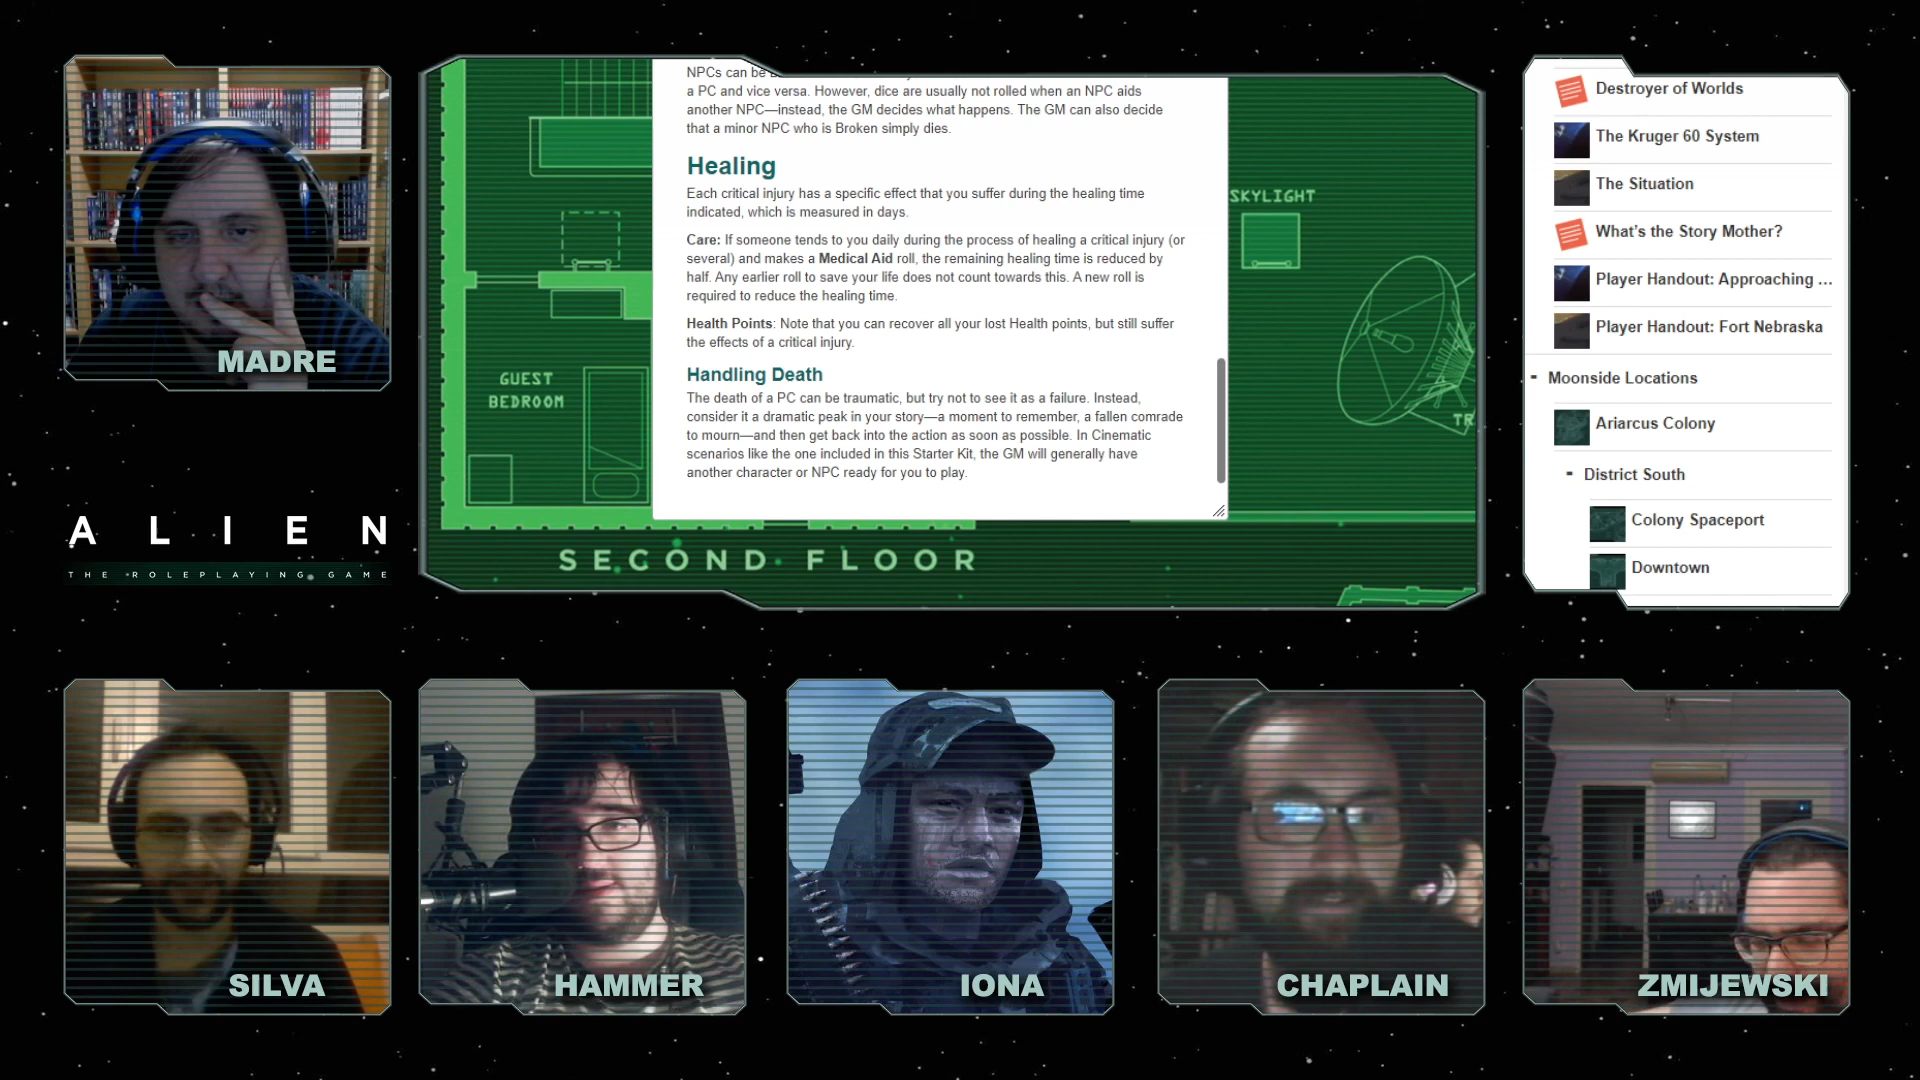 NPCs can be
a PC and vice versa. However, dice are usually not rolled when an NPC aids
another NPC—instead, the GM decides what happens. The GM can also decide
that a minor NPC who is Broken simply dies.
Healing
Each critical injury has a specific effect that you suffer during the healing time
indicated, which is measured in days.
Care: If someone tends to you daily during the process of healing a critical injury (or
several) and makes a Medical Aid roll, the remaining healing time is reduced by
half. Any earlier roll to save your life does not count towards this. A new roll is
required to reduce the healing time.
Health Points: Note that you can recover all your lost Health points, but still suffer
the effects of a critical injury.
Handling Death
The death of a PC can be traumatic, but try not to see it as a failure. Instead,
consider it a dramatic peak in your story—a moment to remember, a fallen comrade
to mourn—and then get back into the action as soon as possible. In Cinematic
scenarios like the one included in this Starter Kit, the GM will generally have
another character or NPC ready for you to play.
GUEST
BEDROOM
SKYLIGHT
TR
SECOND FLOOR
Destroyer of Worlds
The Kruger 60 System
The Situation
What's the Story Mother?
Player Handout: Approaching ...
Player Handout: Fort Nebraska
- Moonside Locations
Ariarcus Colony
- District South
Colony Spaceport
Downtown
MADRE
ALIEN
THE ROLEPLAYING GAME
SILVA
HAMMER
IONA
CHAPLAIN
ZMIJEWSKI